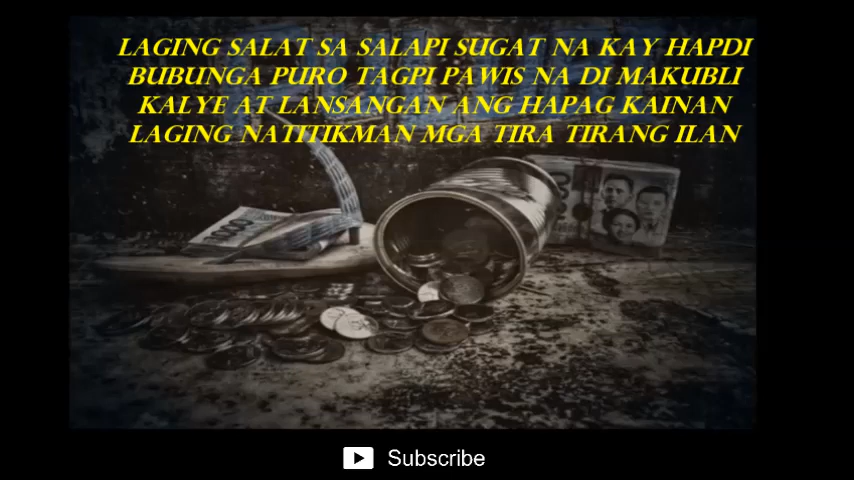 LAGING SALAT SA SALAPI SUGAT NA KAY HAPDI
BUBUNGA PURO TAGPI PAWIS NA DI MAKUBLI
KALYE AT LANSANGAN ANG HAPAG KAINAN
LAGING NATITIKMAN MGA TIRA TIRANG ILAN
Subscribe